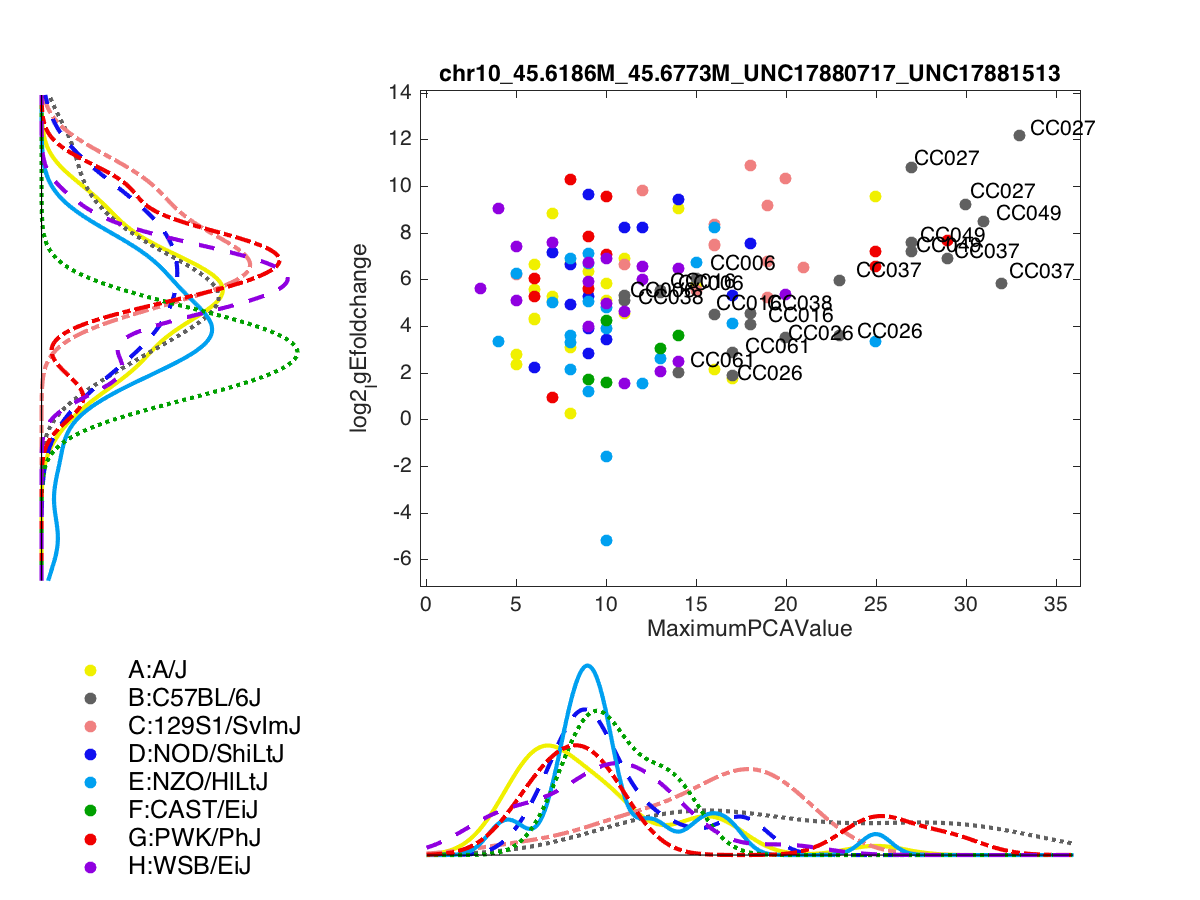 chr10_45.6186M_45.6773M_UNC17880717_UNC17881513
14
12
10
8
6
4
2
0
-2
-4
-6
log2lgEfoldchange
CC027
CC027
CC027
CC049
CC049
CC049
CC037
CC006
CC037
CC037
CC016
CC006
CC038
CC016
CC038
CC016
CC026
CC026
CC061
CC061
CC026
0
5
10
15
20
25
30
35
MaximumPCAValue
A:A/J
B:C57BL/6J
C:129S1/SvImJ
D:NOD/ShiLtJ
E:NZO/HlLtJ
F:CAST/EiJ
G:PWK/PhJ
H:WSB/EiJ